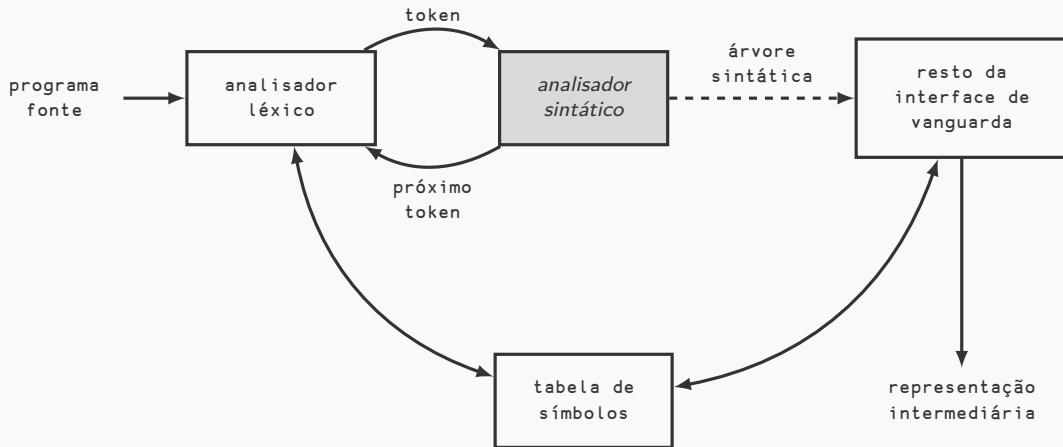 token
programa
fonte
analisador
léxico
analisador
sintático
árvore
sintática
resto da
interface de
vanguarda
próximo
token
tabela de
símbolos
representação
intermediária